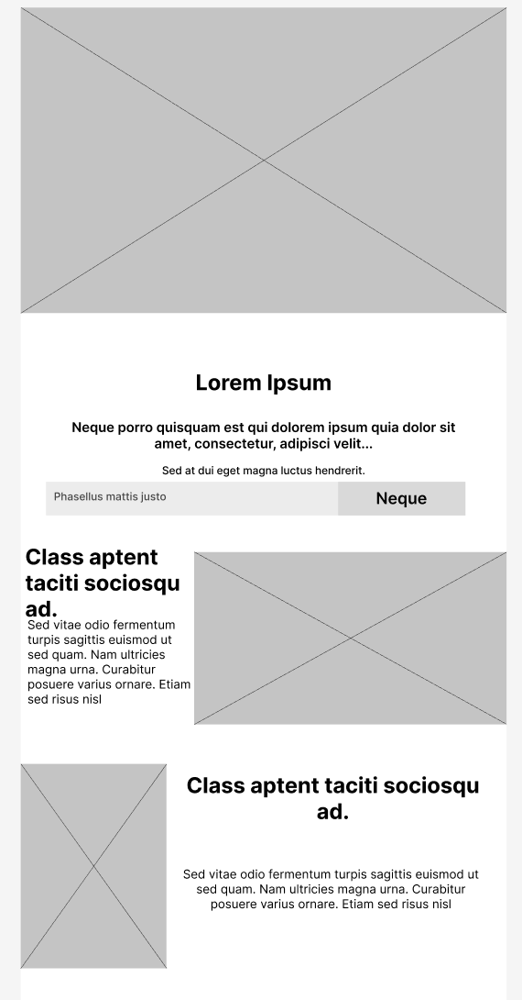 Lorem Ipsum
Neque porro quisquam est qui dolorem ipsum quia dolor sit
amet, consectetur, adipisci velit...
Sed at dui eget magna luctus hendrerit.
Phasellus mattis justo
Neque
Class aptent
taciti sociosqu
ad.
Sed vitae odio fermentum
turpis sagittis euismod ut
sed quam. Nam ultricies
magna urna. Curabitur
posuere varius ornare. Etiam
sed risus nisl
Class aptent taciti sociosqu
ad.
Sed vitae odio fermentum turpis sagittis euismod ut
sed quam. Nam ultricies magna urna. Curabitur
posuere varius ornare. Etiam sed risus nisl